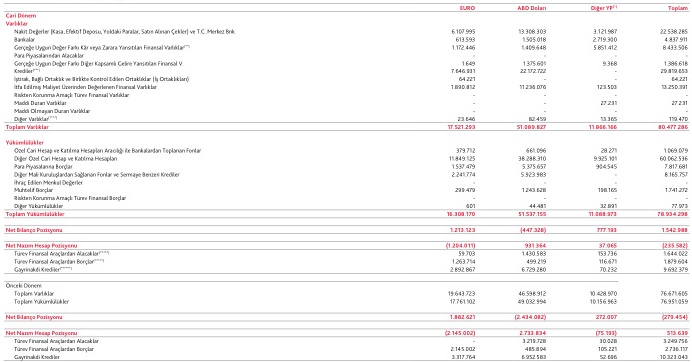 EURO ABD Doları Diğer YP(*) Toplam
Cari Dönem
Varlıklar
Nakit Değerler (Kasa, Efektif Deposu, Yoldaki Paralar, Satın Alınan Çekler) ve T.C. Merkez Bnk. 6.107.995 13.308.303 3.121.987 22.538.285
Bankalar 613.593 1.505.018 2.719.300 4.837.911
Gerçeğe Uygun Değer Farkı Kâr veya Zarara Yansıtılan Finansal Varlıklar 1.172.446 1.409.648 5.851.412 8.433.506
Para Piyasalarından Alacaklar - - - -
Gerçeğe Uygun Değer Farkı Diğer Kapsamlı Gelire Yansıtılan Finansal V. 1.649 1.375.601 9.368 1.386.618
Krediler 7.646.931 22.172.722 - 29.819.653
İştirak, Bağlı Ortaklık ve Birlikte Kontrol Edilen Ortaklıklar (İş Ortaklıkları) 64.221 - - 64.221
İtfa Edilmiş Maliyet Üzerinden Değerlenen Finansal Varlıklar 1.890.812 11.236.076 123.503 13.250.391
Riskten Korunma Amaçlı Türev Finansal Varlıklar - - - -
Maddi Duran Varlıklar - - 27.231 27.231
Maddi Olmayan Duran Varlıklar - - - -
Diğer Varlıklar 23.646 82.459 13.365 119.470
Toplam Varlıklar 17.521.293 51.089.827 11.866.166 80.477.286
Yükümlülükler
Özel Cari Hesap ve Katılma Hesapları Aracılığı ile Bankalardan Toplanan Fonlar 379.712 661.096 28.271 1.069.079
Diğer Özel Cari Hesap ve Katılma Hesapları 11.849.125 38.288.310 9.925.101 60.062.536
Para Piyasalarına Borçlar 1.537.479 5.375.657 904.545 7.817.681
Diğer Mali Kuruluşlardan Sağlanan Fonlar ve Sermaye Benzeri Krediler 2.241.774 5.923.983 - 8.165.757
İhraç Edilen Menkul Değerler - - - -
Muhtelif Borçlar 299.479 1.243.628 198.165 1.741.272
Riskten Korunma Amaçlı Türev Finansal Borçlar - - - -
Diğer Yükümlülükler 601 44.481 32.891 77.973
Toplam Yükümlülükler 16.308.170 51.537.155 11.088.973 78.934.298
Net Bilanço Pozisyonu 1.213.123 (447.328) 777.193 1.542.988
Net Nazım Hesap Pozisyonu (1.204.011) 931.364 37.065 (235.582)
Türev Finansal Araçlardan Alacaklar 59.703 1.430.583 153.736 1.644.022
Türev Finansal Araçlardan Borçlar 1.263.714 499.219 116.671 1.879.604
Gayrinakdi Krediler 2.892.867 6.729.280 70.232 9.692.379
Önceki Dönem
Toplam Varlıklar 19.643.723 46.598.912 10.428.970 76.671.605
Toplam Yükümlülükler 17.761.102 49.032.994 10.156.963 76.951.059
Net Bilanço Pozisyonu 1.882.621 (2.434.082) 272.007 (279.454)
Net Nazım Hesap Pozisyonu (2.145.002) 2.733.834 (75.193) 513.639
Türev Finansal Araçlardan Alacaklar - 3.219.728 30.028 3.249.756
Türev Finansal Araçlardan Borçlar 2.145.002 485.894 105.221 2.736.117
Gayrinakdi Krediler 3.317.764 6.952.583 52.696 10.323.043